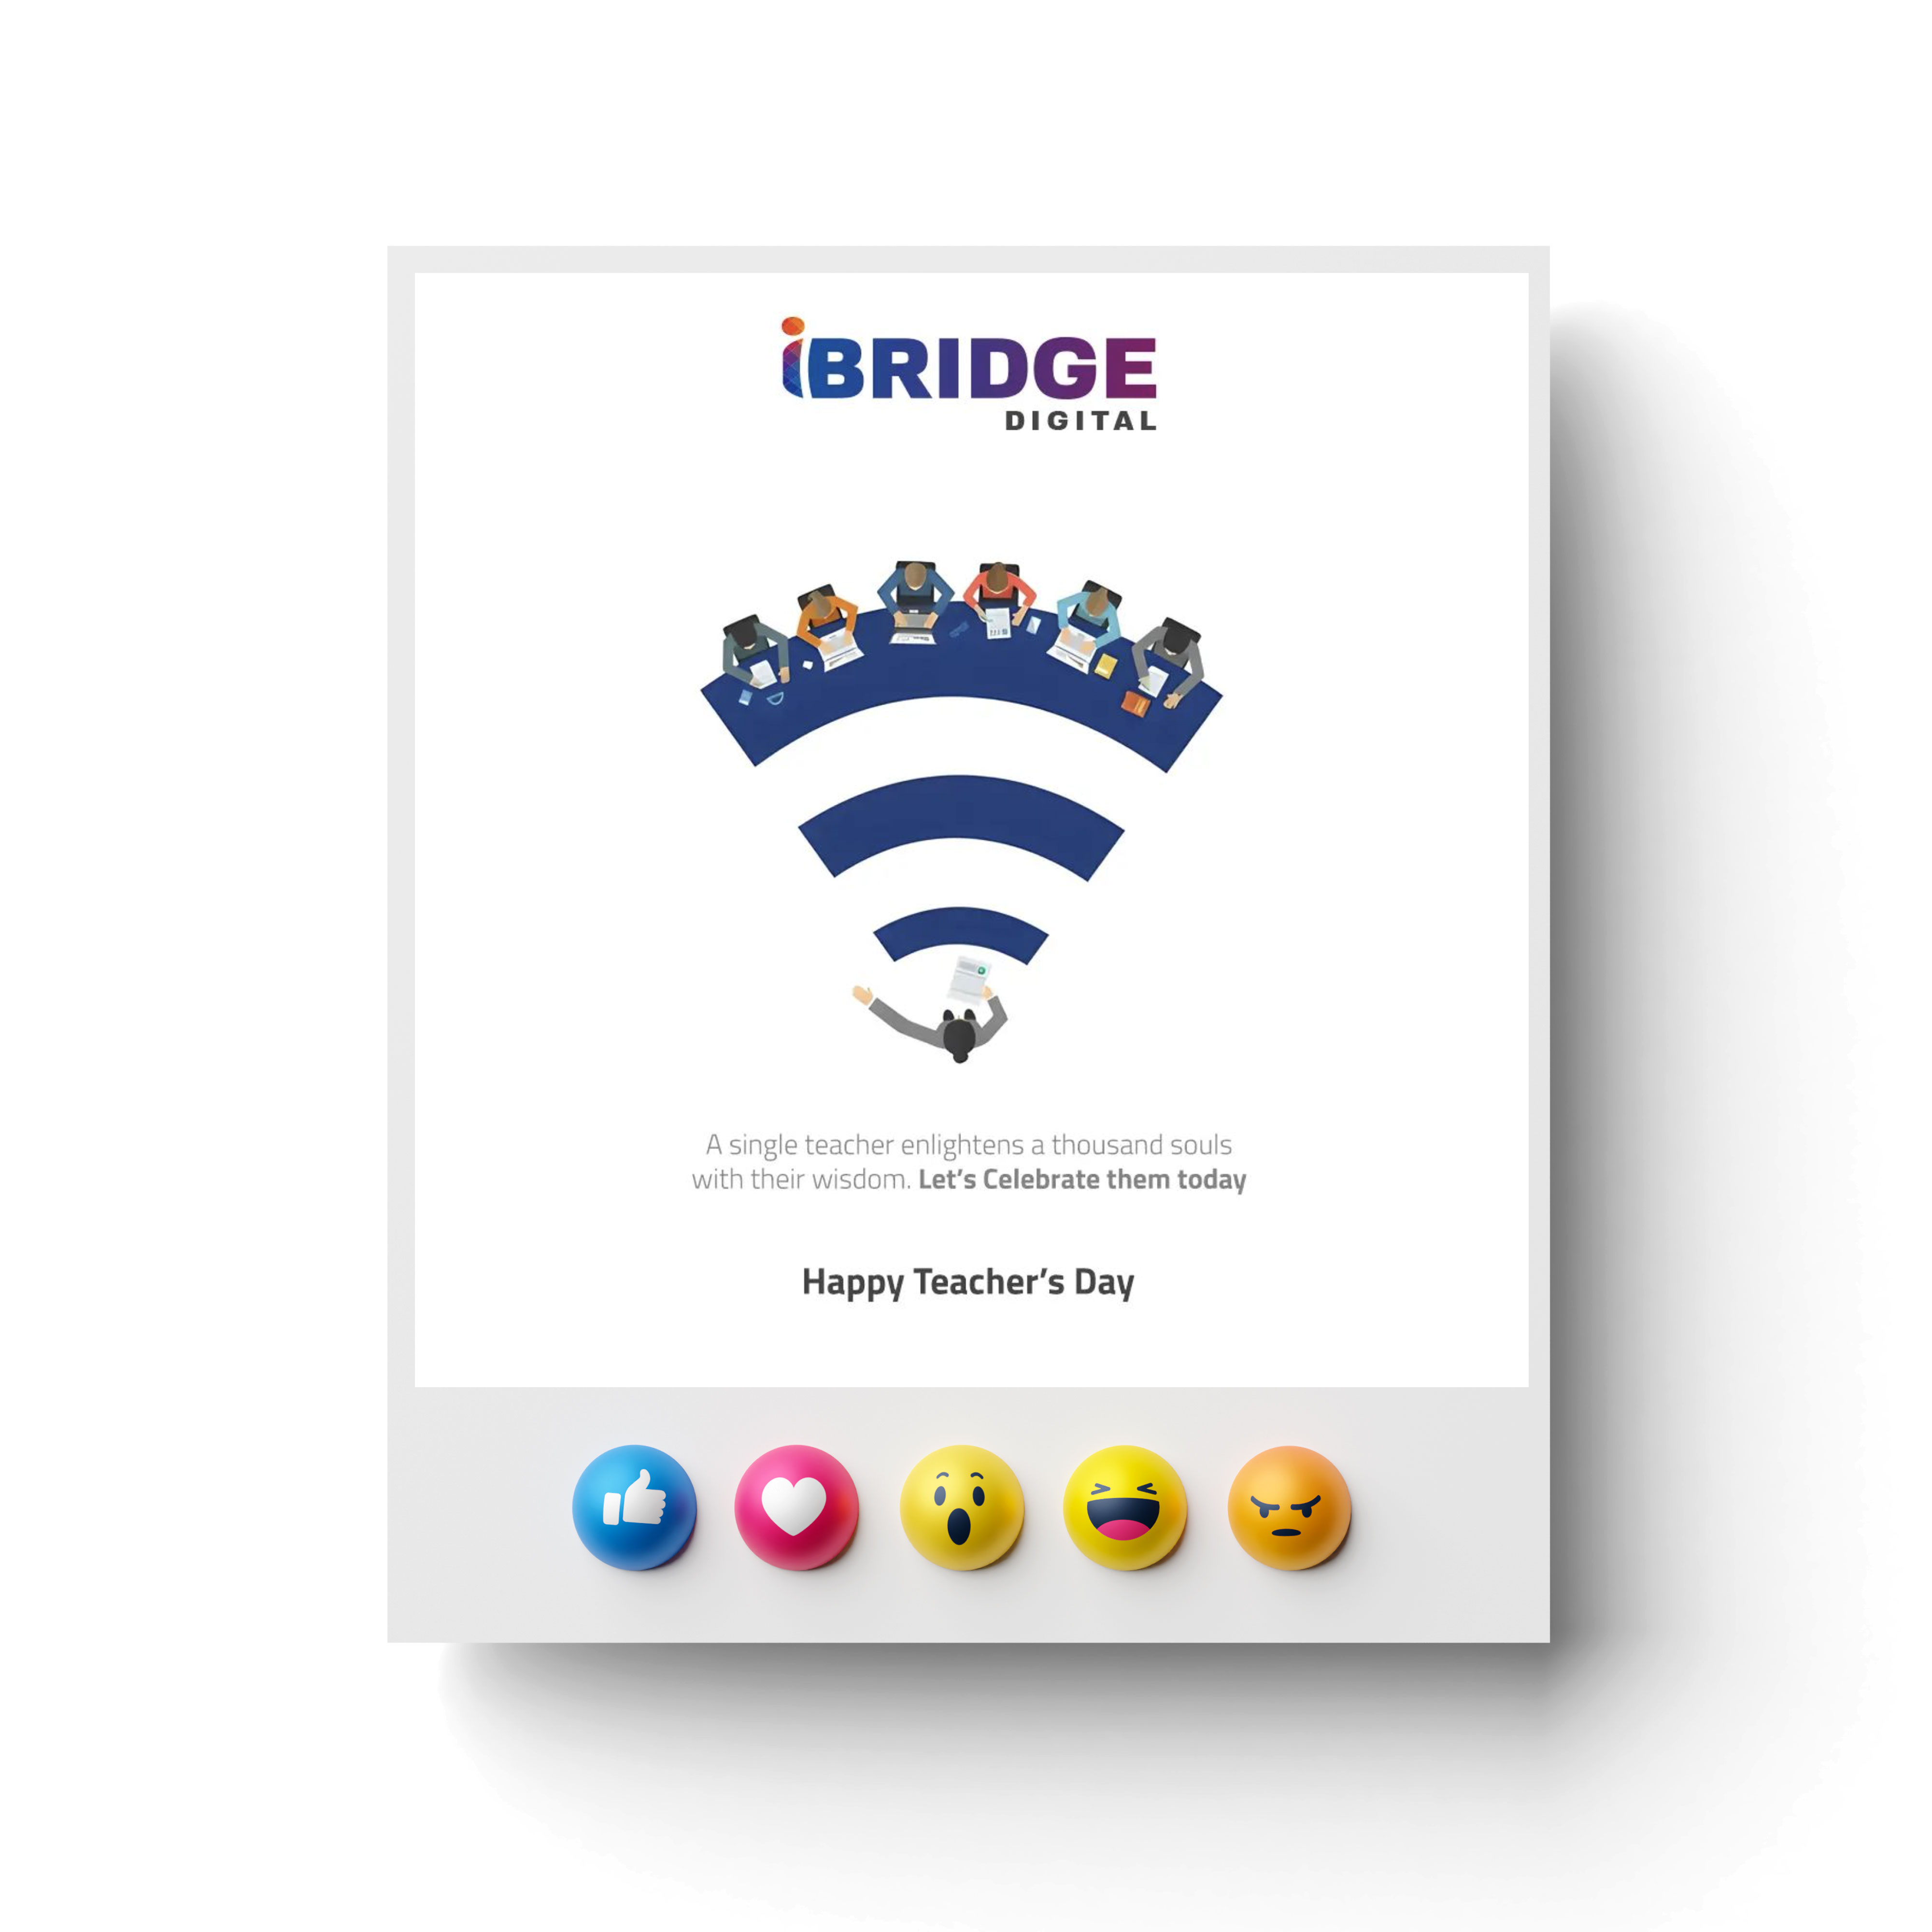 iBRIDGE
DIGITAL
A single teacher enlightens a thousand souls
with their wisdom. Let's Celebrate them today
Happy Teacher's Day